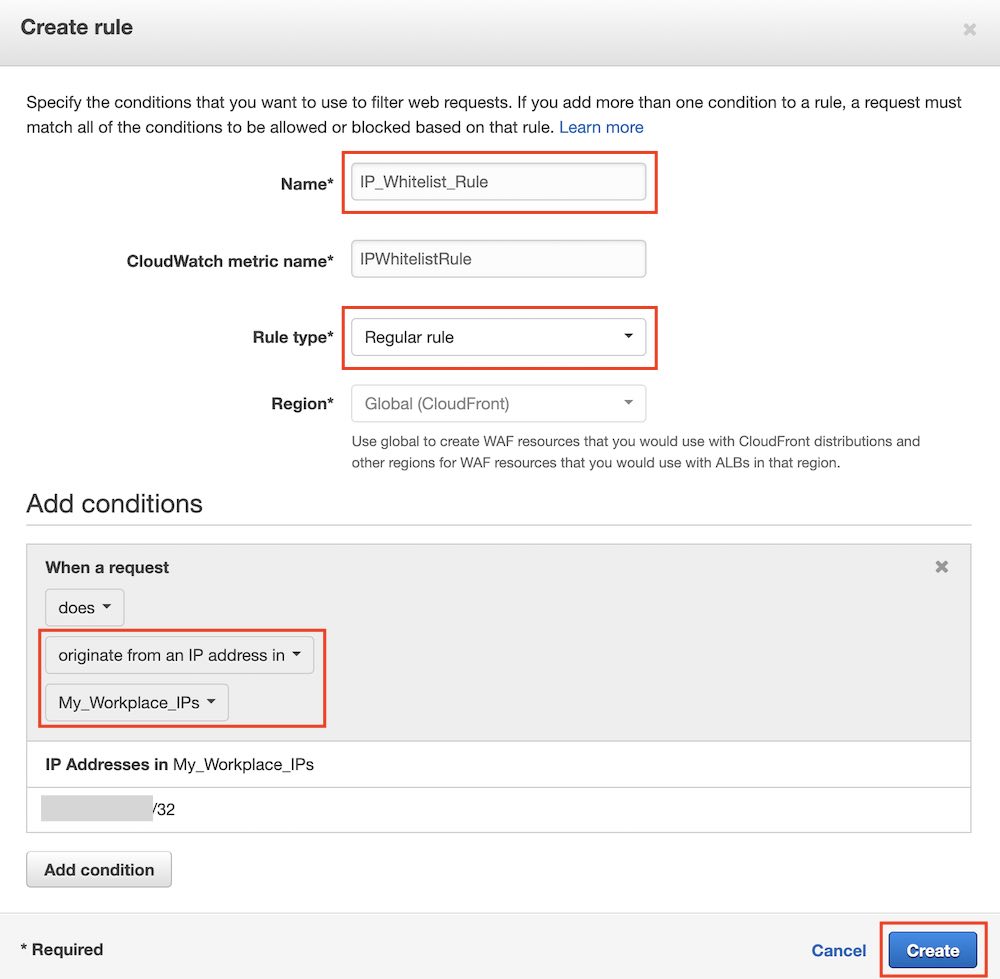 Create rule
Specify the conditions that you want to use to filter web requests. If you add more than one condition to a rule, a request must
match all of the conditions to be allowed or blocked based on that rule. Learn more
Name* IP_Whitelist_Rule
CloudWatch metric name* IPWhitelistRule
Rule type* Regular rule
Region* Global (CloudFront)
Use global to create WAF resources that you would use with CloudFront distributions and
other regions for WAF resources that you would use with ALBs in that region.
Add conditions
When a request
does
originate from an IP address in
My_Workplace_IPs
IP Addresses in My_Workplace_IPs
/32
Add condition
* Required Cancel Create